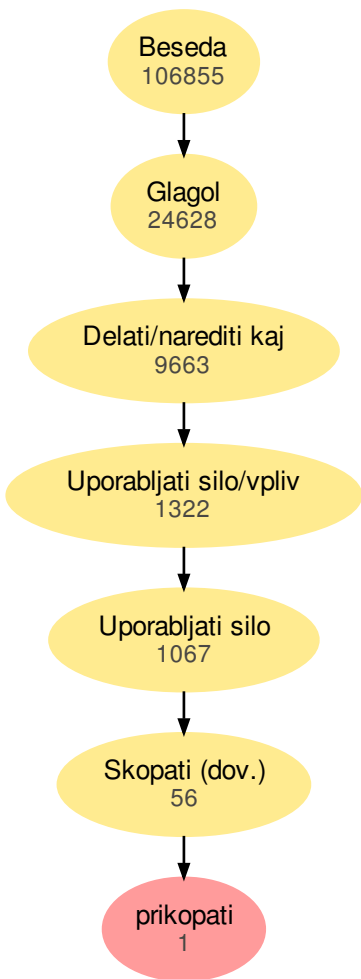 Beseda
106855
Glagol
24628
Delati/narediti kaj
9663
Uporabljati silo/vpliv
1322
Uporabljati silo
1067
Skopati (dov.)
56
prikopati
1